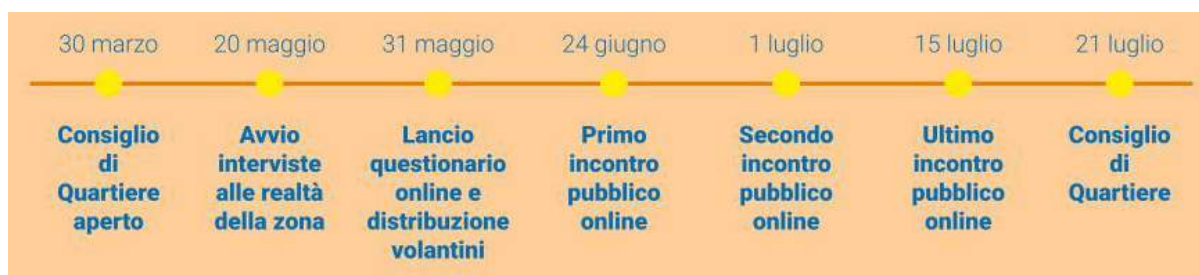 30 marzo
20 maggio
31 maggio
24 giugno
1 luglio
15 luglio
21 luglio
Consiglio
di
Quartiere
aperto
Avvio
interviste
alle realtà
della zona
Lancio
questionario
online e
distribuzione
volantini
Primo
incontro
pubblico
online
Secondo
incontro
pubblico
online
Ultimo
incontro
pubblico
online
Consiglio
di
Quartiere